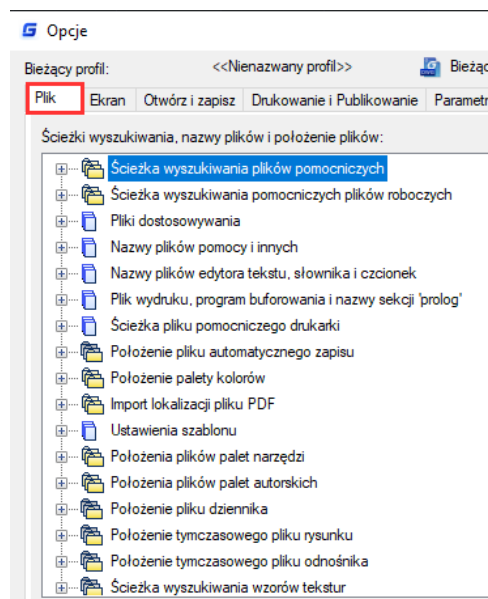 Opcje
Bieżący profil: <<Nienazwany profil>> Bieżąc
Plik Ekran Otwórz i zapisz Drukowanie i Publikowanie Parametr
Ścieżki wyszukiwania, nazwy plików i położenie plików:
Ścieżka wyszukiwania plików pomocniczych
Ścieżka wyszukiwania pomocniczych plików roboczych
Pliki dostosowywania
Nazwy plików pomocy i innych
Nazwy plików edytora tekstu, słownika i czcionek
Plik wydruku, program buforowania i nazwy sekcji 'prolog'
Ścieżka pliku pomocniczego drukarki
Położenie pliku automatycznego zapisu
Położenie palety kolorów
Import lokalizacji pliku PDF
Ustawienia szablonu
Położenia plików palet narzędzi
Położenia plików palet autorskich
Położenie pliku dziennika
Położenie tymczasowego pliku rysunku
Położenie tymczasowego pliku odnośnika
Ścieżka wyszukiwania wzorów tekstur